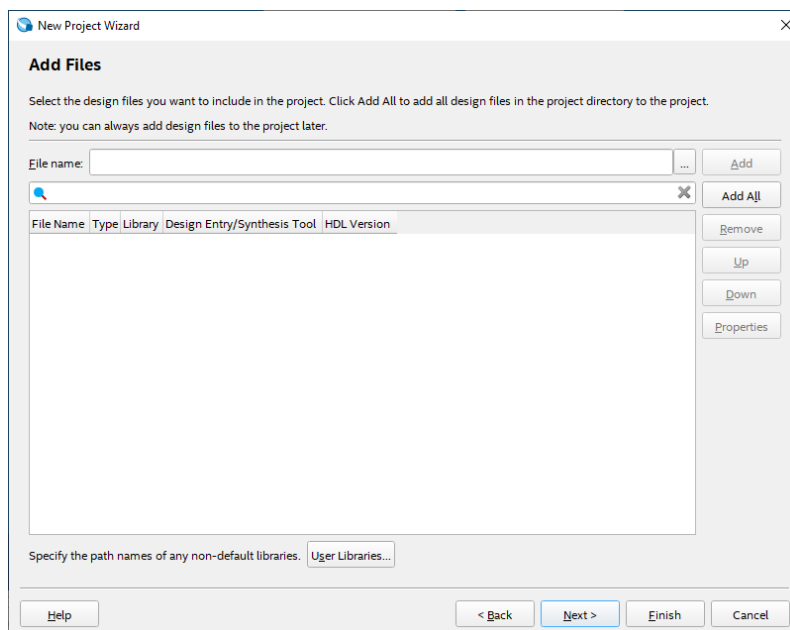 New Project Wizard
Add Files
Select the design files you want to include in the project. Click Add All to add all design files in the project directory to the project.
Note: you can always add design files to the project later.
File name: ... Add
Add All
File Name Type Library Design Entry/Synthesis Tool HDL Version
Remove
Up
Down
Properties
Specify the path names of any non-default libraries. User Libraries...
Help < Back Next > Finish Cancel